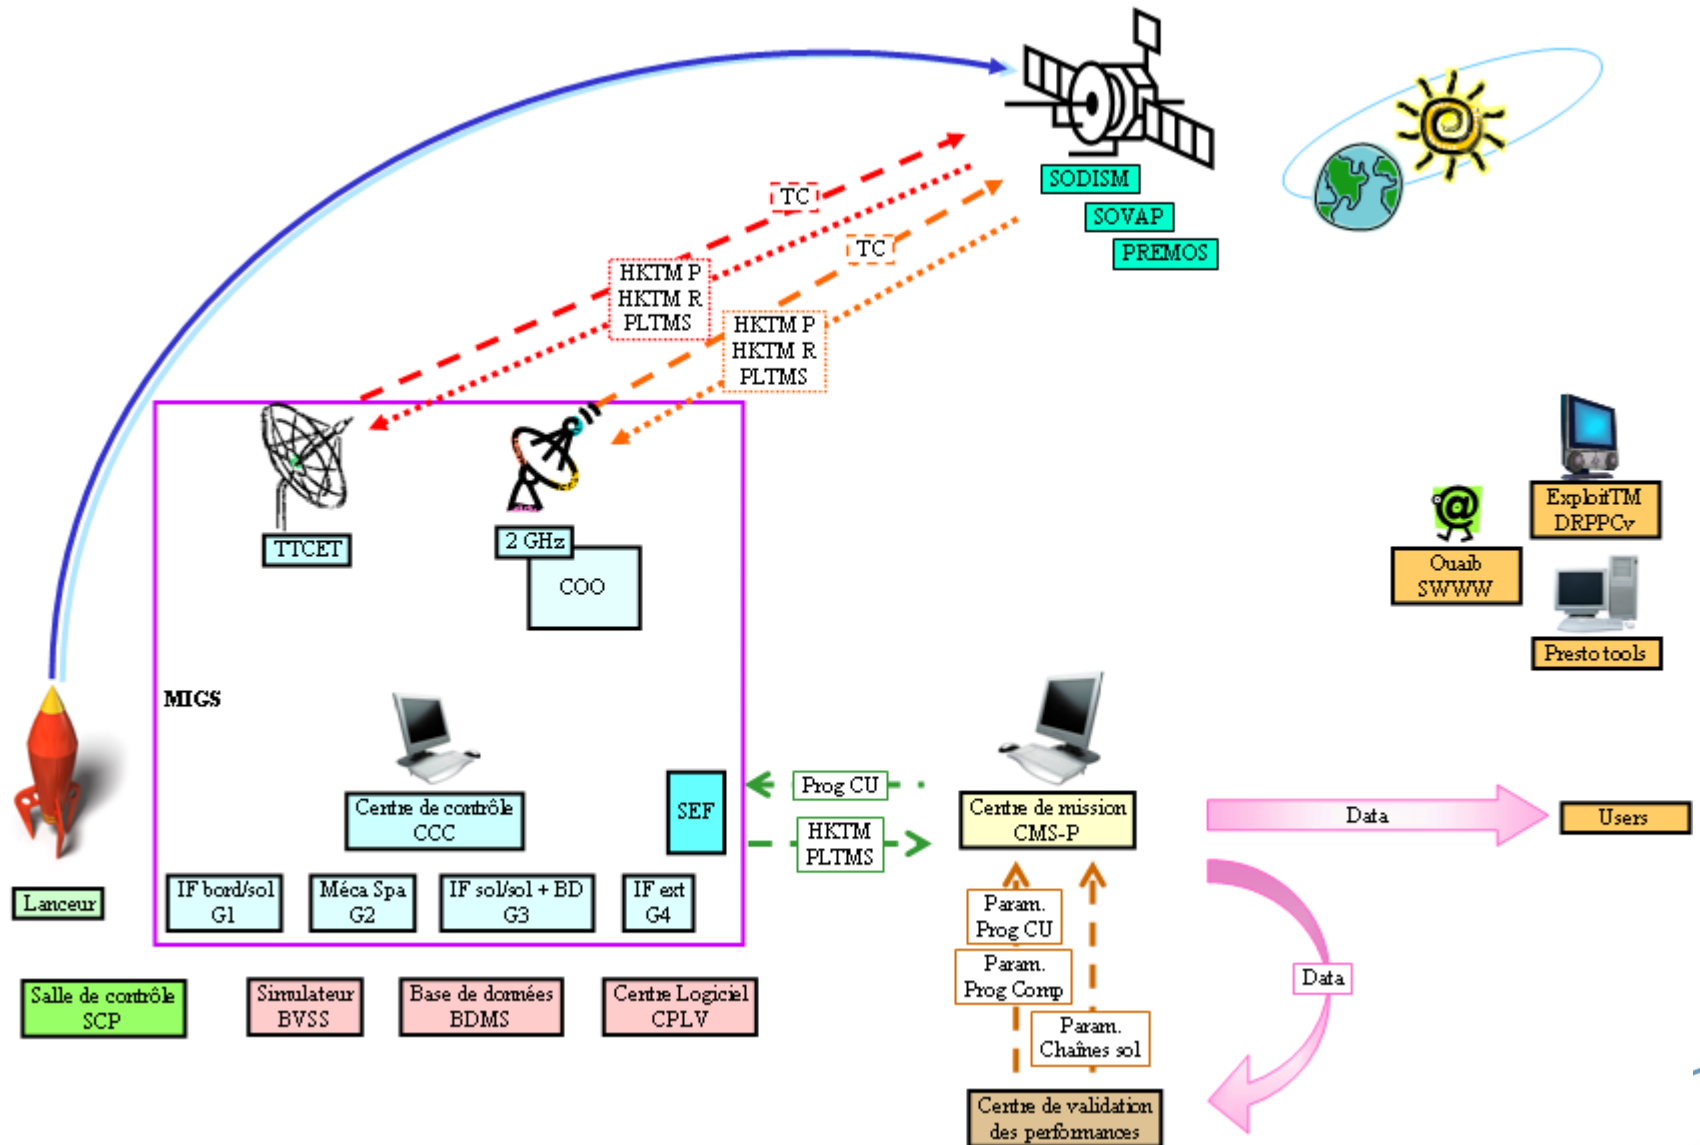 SODISM
SOVAP
PREMOS
TC
TC
HKTM P
HKTM R
PLTMS
HKTM P
HKTM R
PLTMS
TTCET
2 GHz
COO
ExploitTM
DRPPCv
@
Ouaib
SWWW
Presto tools
MIGS
Centre de contrôle
CCC
SEF
Prog CU
HKTM
PLTMS
Centre de mission
CMS-P
Data
Users
Lanceur
IF bord/sol
G1
Méca Spa
G2
IF sol/sol + BD
G3
IF ext
G4
Param.
Prog CU
Param.
Prog Comp
Param.
Chaînes sol
Data
Salle de contrôle
SCP
Simulateur
BVSS
Base de données
BDMS
Centre Logiciel
CPLV
Centre de validation
des performances